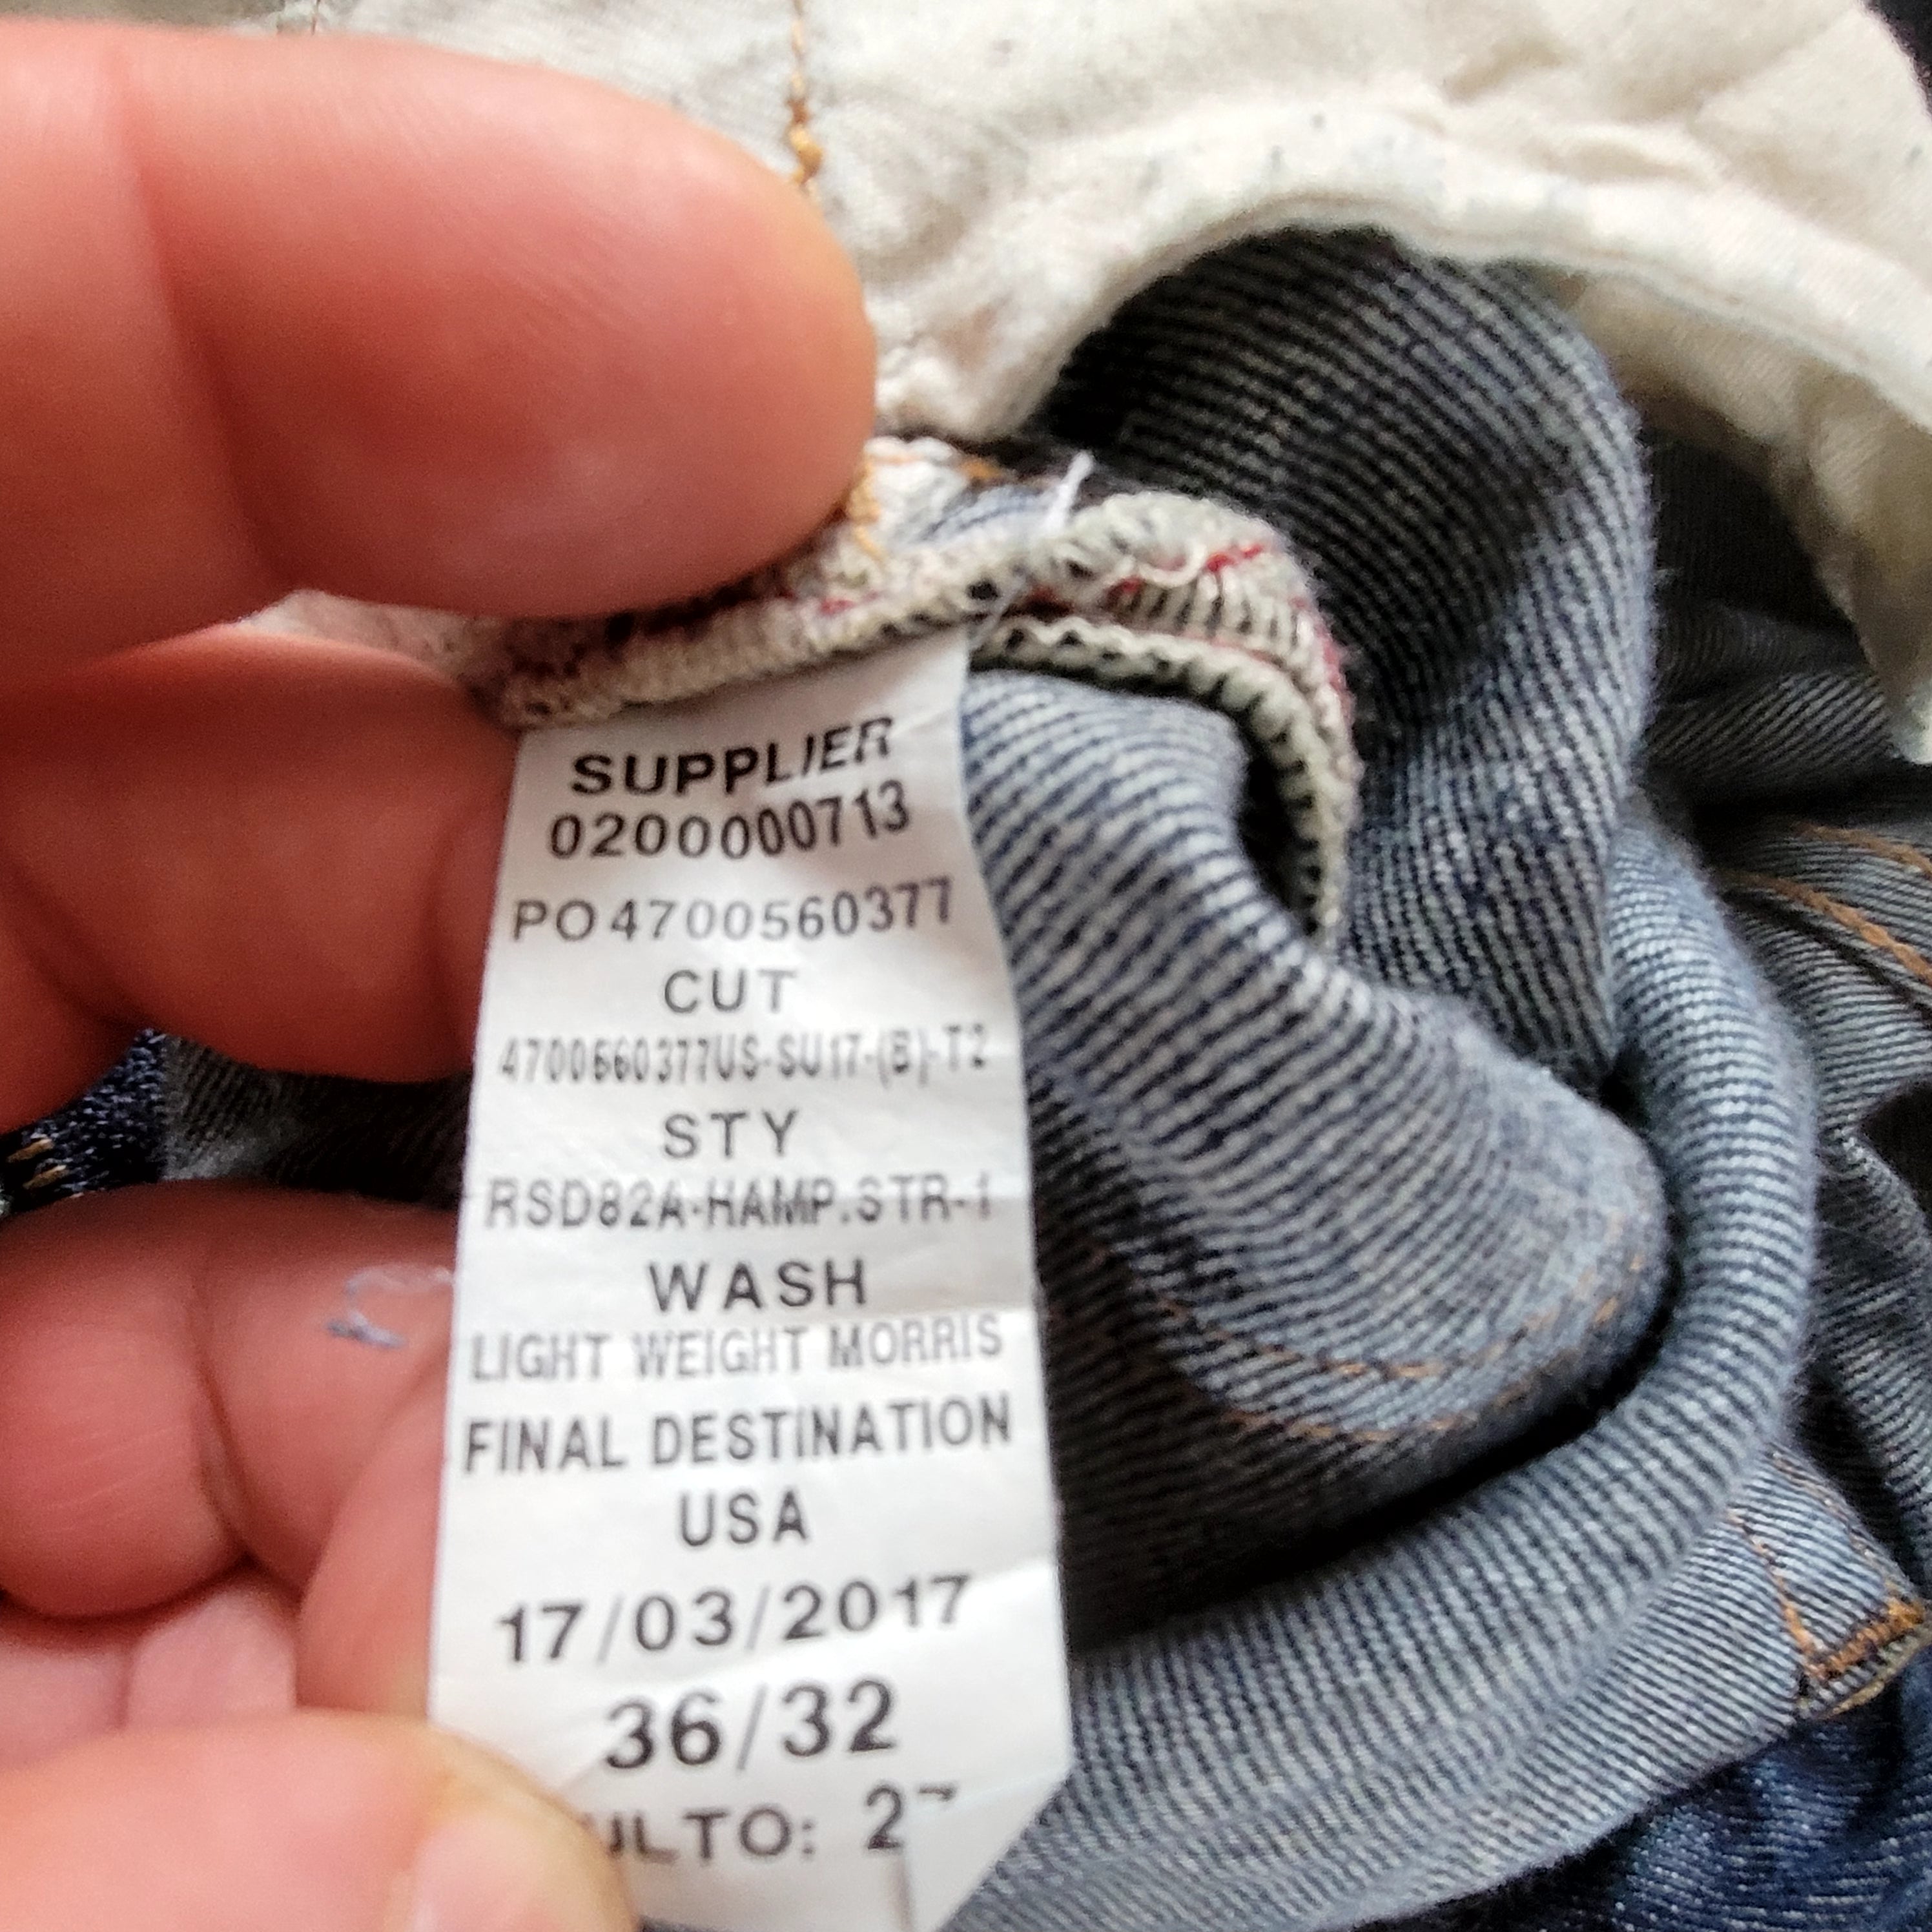 SUPPLIER
0200000713
PO4700560377
CUT
4700560377US-SU17-(B)-T2
STY
RSD82A-HAMP.STR-1
WASH
LIGHT WEIGHT MORRIS
FINAL DESTINATION
USA
17/03/2017
36/32